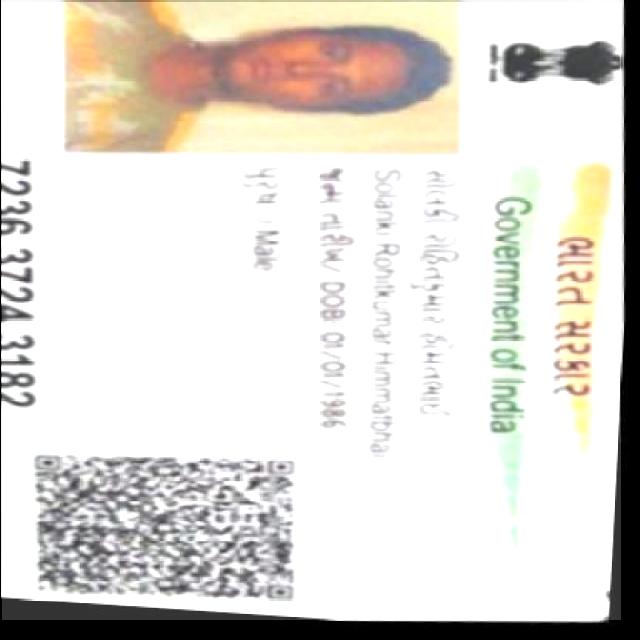 ભારત સરકાર
Government of India
સોલંકી રોહિતકુમાર હિંમતભાઈ
Solanki Rohitkumar Himmatbhai
જન્મ તારીખ/ DOB: 01/01/1986
પુરુષ / Male
7236 3724 3182